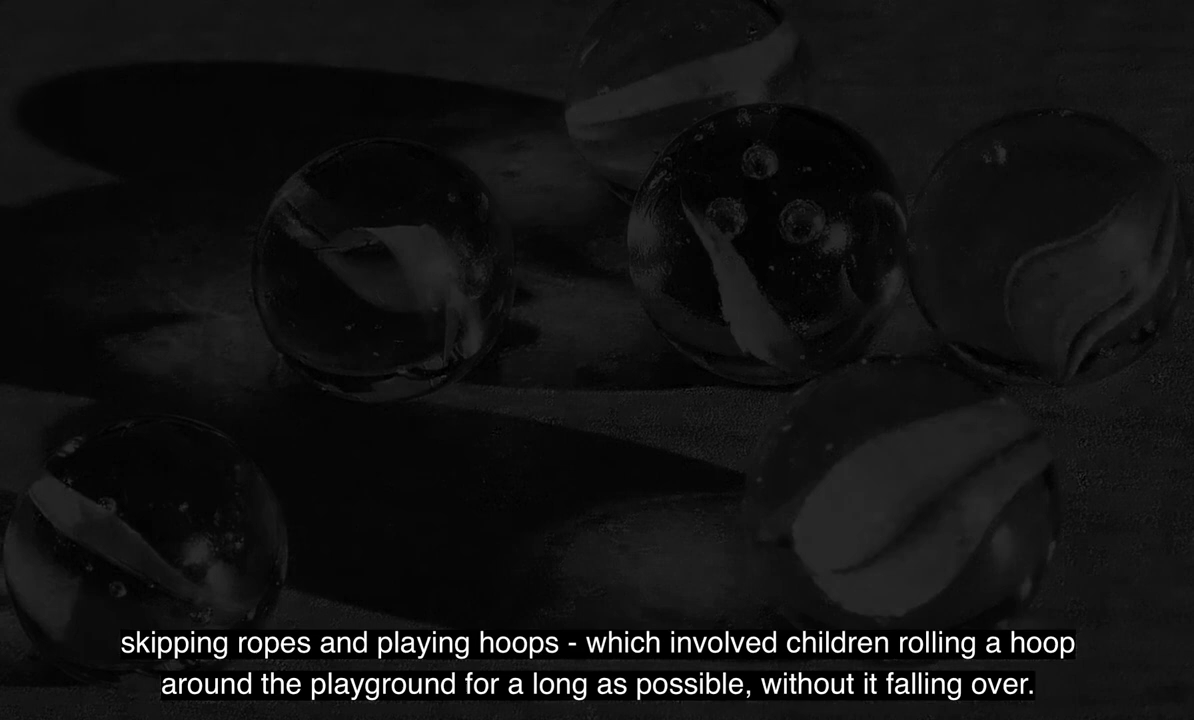 skipping ropes and playing hoops - which involved children rolling a hoop
around the playground for a long as possible, without it falling over.